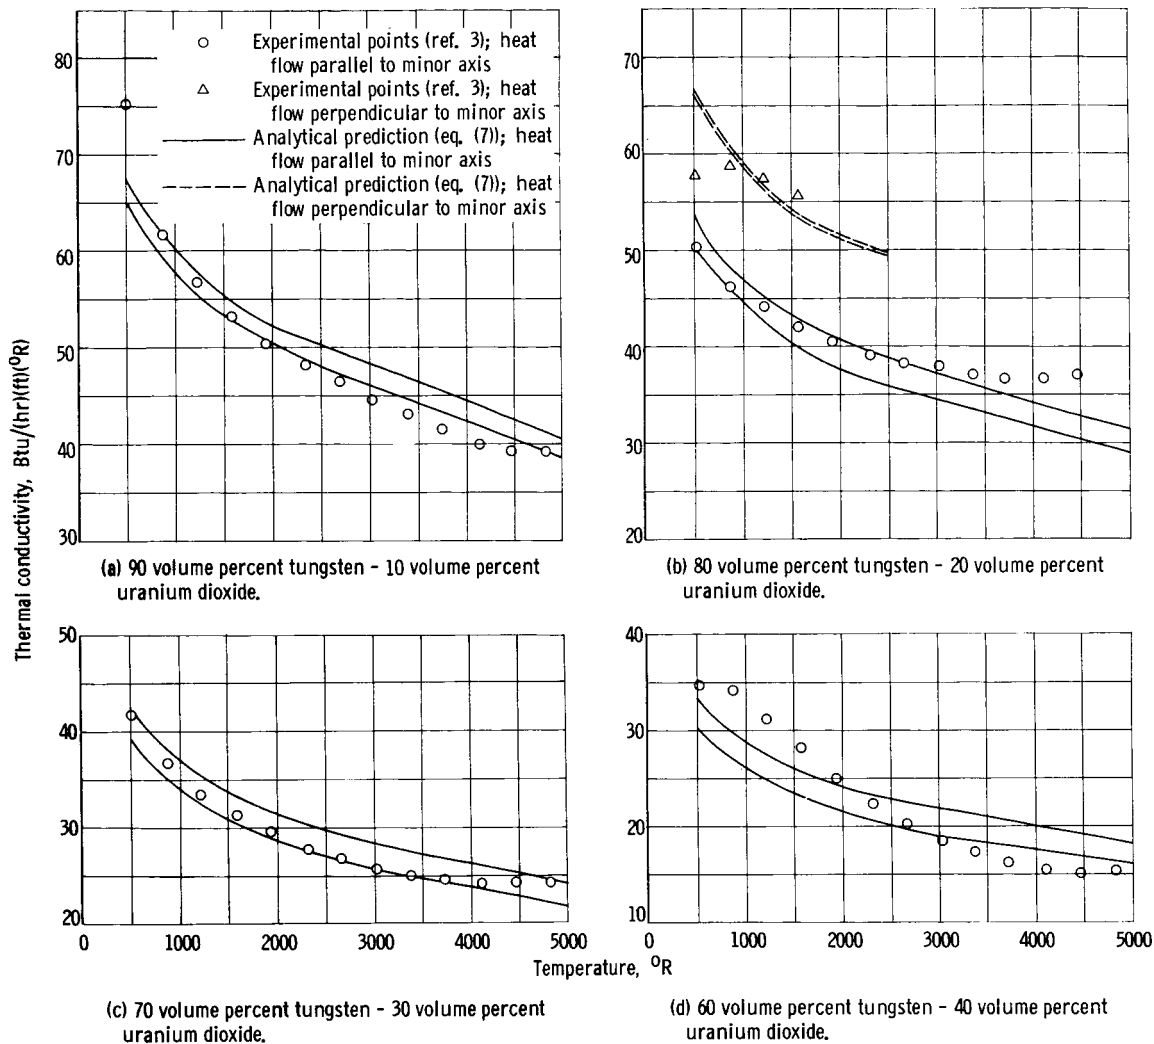 80
70
60
50
40
30
Experimental points (ref. 3); heat
flow parallel to minor axis
Experimental points (ref. 3); heat
flow perpendicular to minor axis
Analytical prediction (eq. (7)); heat
flow parallel to minor axis
Analytical prediction (eq. (7)); heat
flow perpendicular to minor axis
(a) 90 volume percent tungsten - 10 volume percent
uranium dioxide.
70
60
50
40
30
20
(b) 80 volume percent tungsten - 20 volume percent
uranium dioxide.
Thermal conductivity, Btu/(hr)(ft)(°R)
50
40
30
20
0 1000 2000 3000 4000 5000
40
30
20
10
0 1000 2000 3000 4000 5000
Temperature, °R
(c) 70 volume percent tungsten - 30 volume percent
uranium dioxide.
(d) 60 volume percent tungsten - 40 volume percent
uranium dioxide.